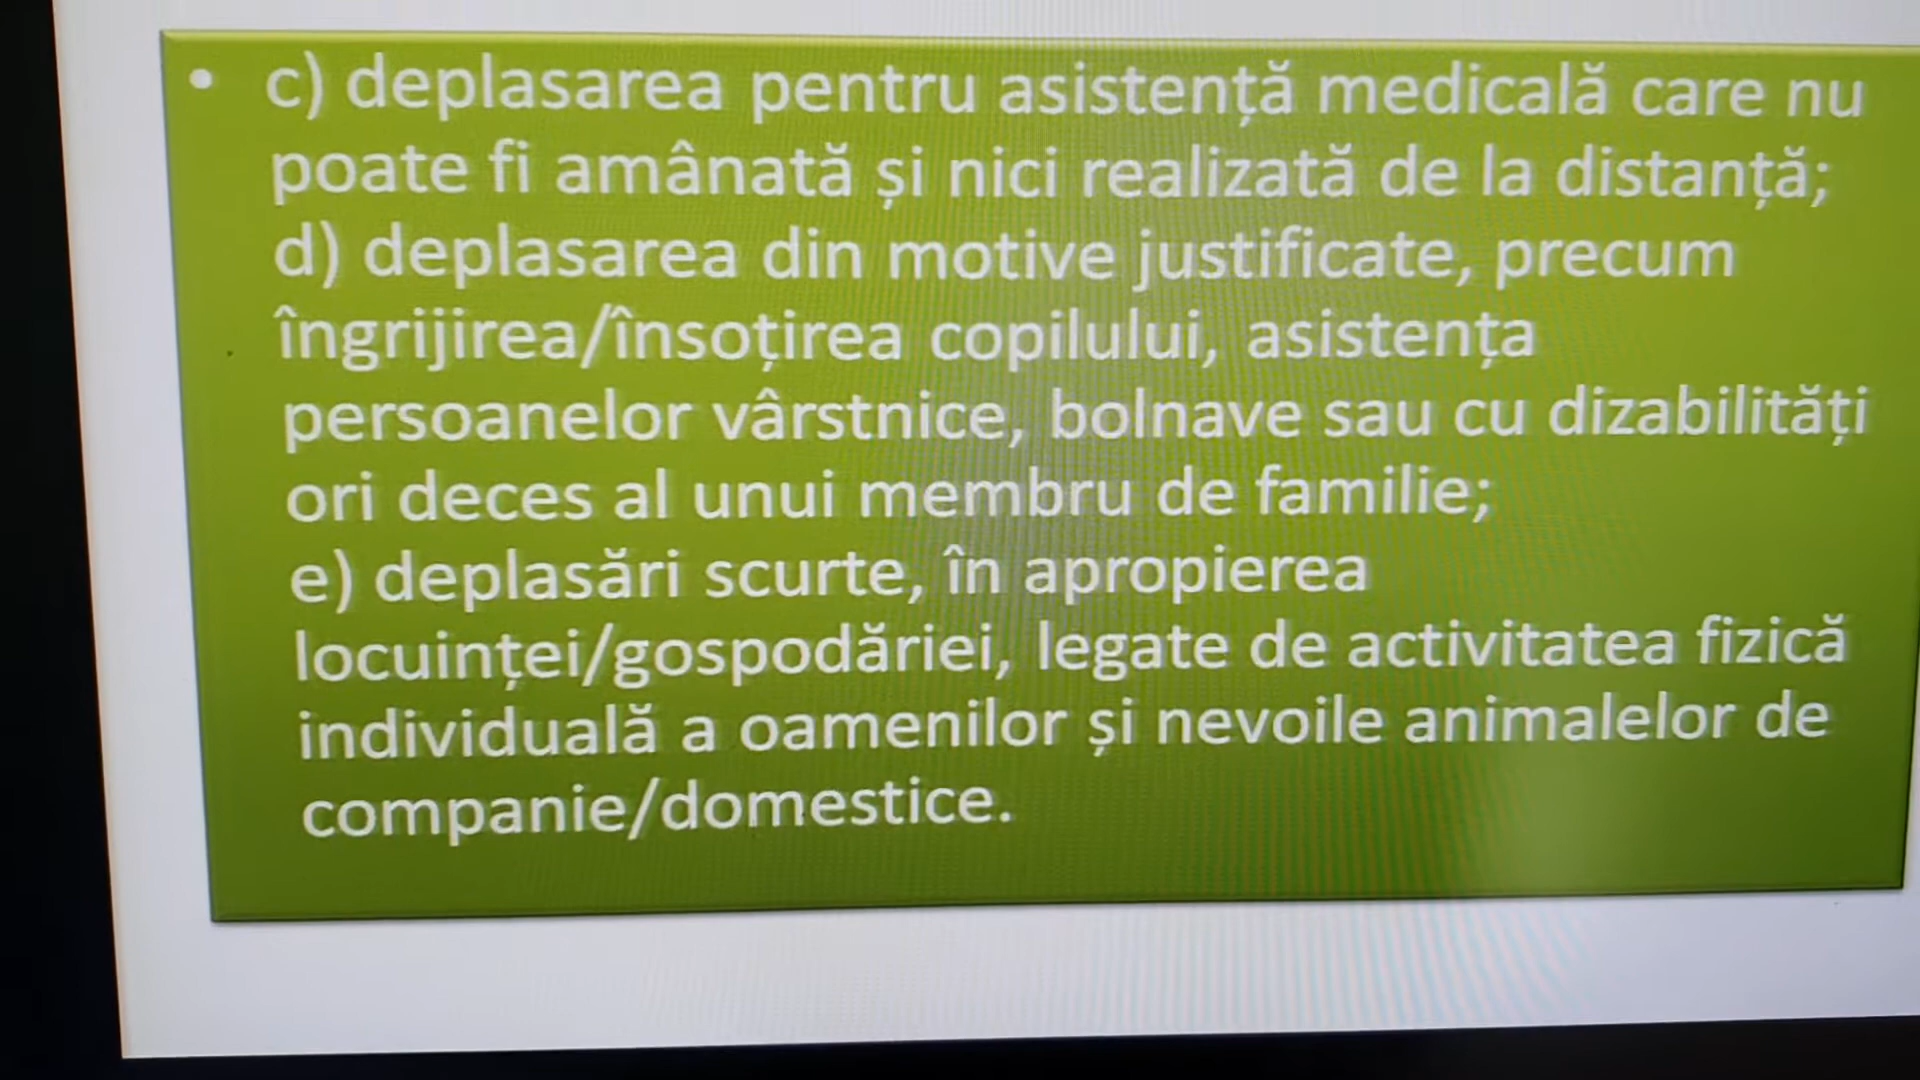 • c) deplasarea pentru asistență medicală care nu
poate fi amânată și nici realizată de la distanță;
d) deplasarea din motive justificate, precum
îngrijirea/însoțirea copilului, asistența
persoanelor vârstnice, bolnave sau cu dizabilități
ori deces al unui membru de familie;
e) deplasări scurte, în apropierea
locuinței/gospodăriei, legate de activitatea fizică
individuală a oamenilor și nevoile animalelor de
companie/domestice.